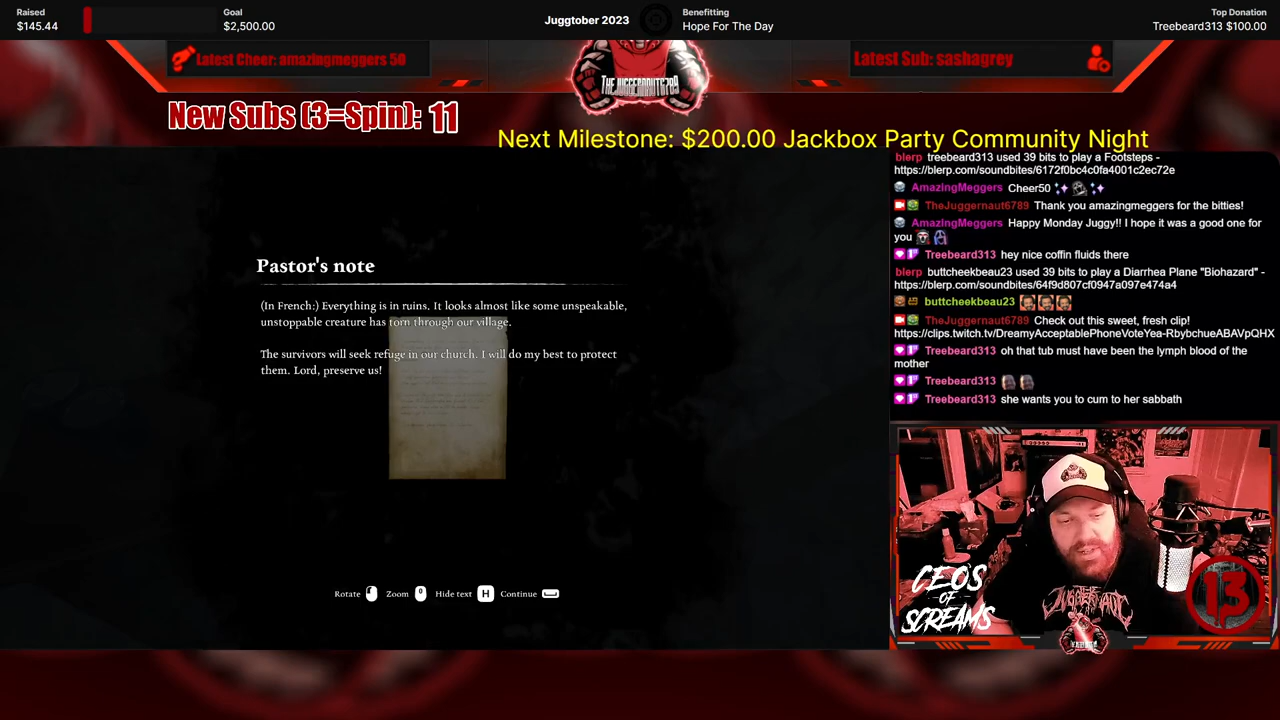 Raised
$145.44
Goal
$2,500.00
Juggtober 2023
Benefitting
Hope For The Day
Top Donation
Treebeard313 $100.00
Latest Cheer: amazingmeggers 50
THEJUGGERNAUT6789
Latest Sub: sashagrey
New Subs (3=Spin): 11
Next Milestone: $200.00 Jackbox Party Community Night
Pastor's note
(In French:) Everything is in ruins. It looks almost like some unspeakable,
unstoppable creature has torn through our village.
The survivors will seek refuge in our church. I will do my best to protect
them. Lord, preserve us!
Rotate Zoom Hide text H Continue
blerp treebeard313 used 39 bits to play a Footsteps -
https://blerp.com/soundbites/6172f0bc4c0fa4001c2ec72e
AmazingMeggers Cheer50
TheJuggernaut6789 Thank you amazingmeggers for the bitties!
AmazingMeggers Happy Monday Juggy!! I hope it was a good one for
you
Treebeard313 hey nice coffin fluids there
blerp buttcheekbeau23 used 39 bits to play a Diarrhea Plane "Biohazard" -
https://blerp.com/soundbites/64f9d807cf0947a097e474a4
buttcheekbeau23
TheJuggernaut6789 Check out this sweet, fresh clip!
https://clips.twitch.tv/DreamyAcceptablePhoneVoteYea-RbybchueABAVpQHX
Treebeard313 oh that tub must have been the lymph blood of the
mother
Treebeard313
Treebeard313 she wants you to cum to her sabbath
CEOS
OF
SCREAMS
13